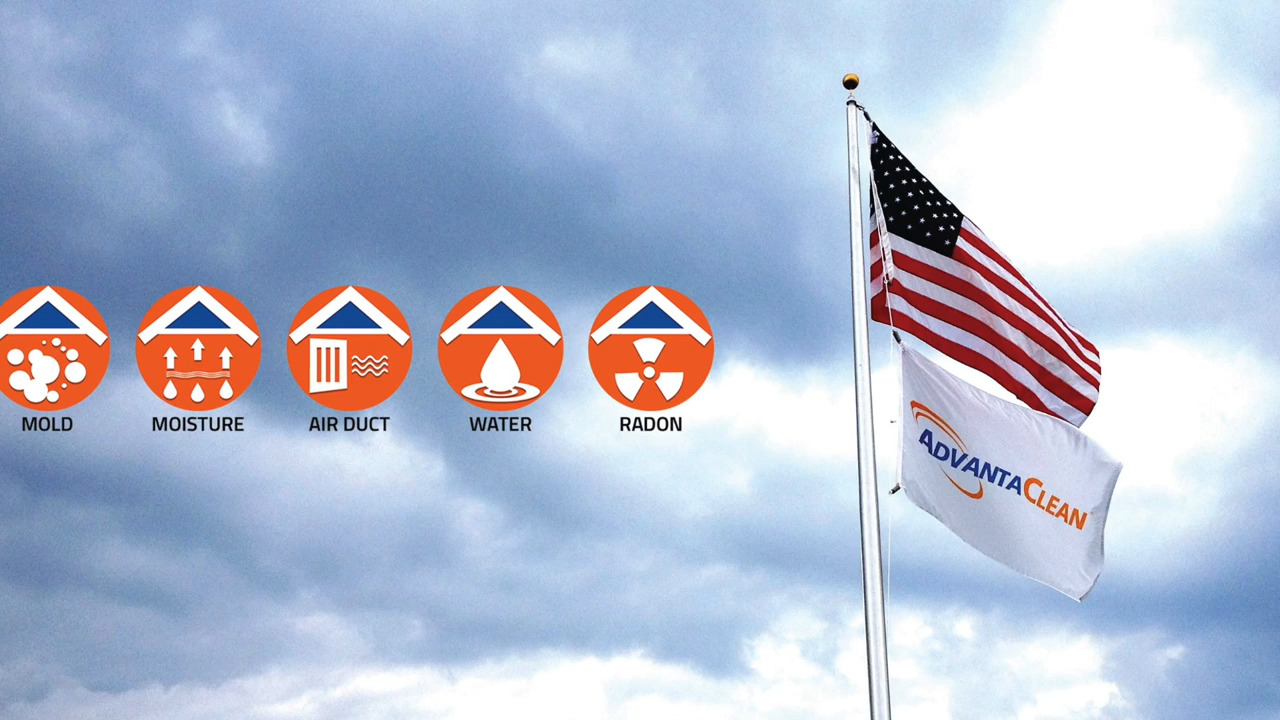 MOLD
MOISTURE
AIR DUCT
WATER
RADON
ADVANTACLEAN